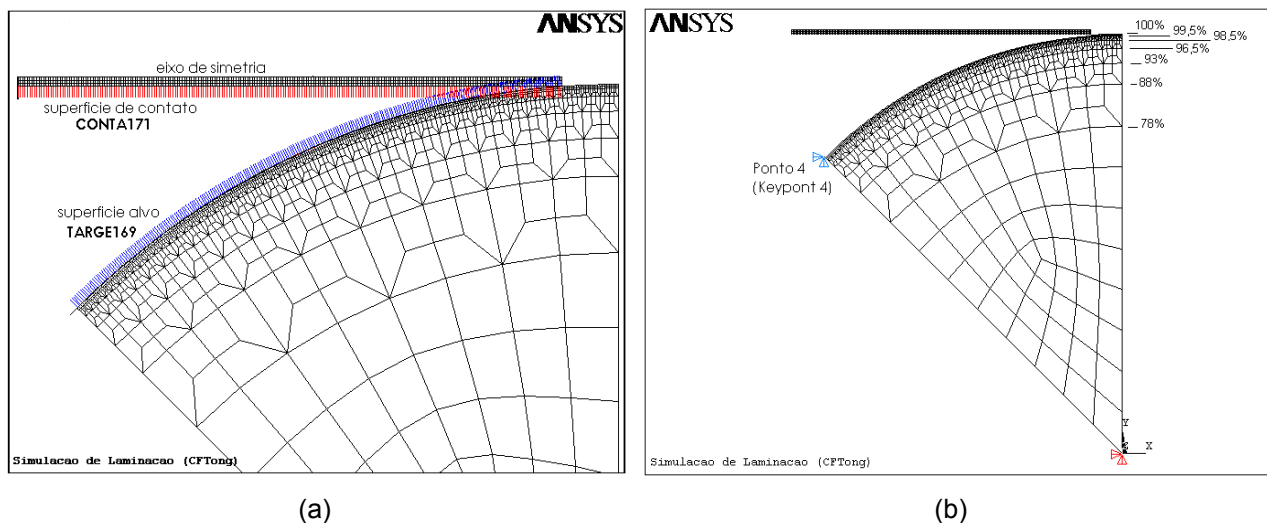 ANSYS
eixo de simetria
superficie de contato
CONTA171
superficie alvo
TARGE169
Simulacao de Laminacao (CFTong)
(a)
ANSYS
100%
99,5%
98,5%
96,5%
93%
88%
78%
Ponto 4
(Keypont 4)
Y
Z
X
Simulacao de Laminacao (CFTong)
(b)